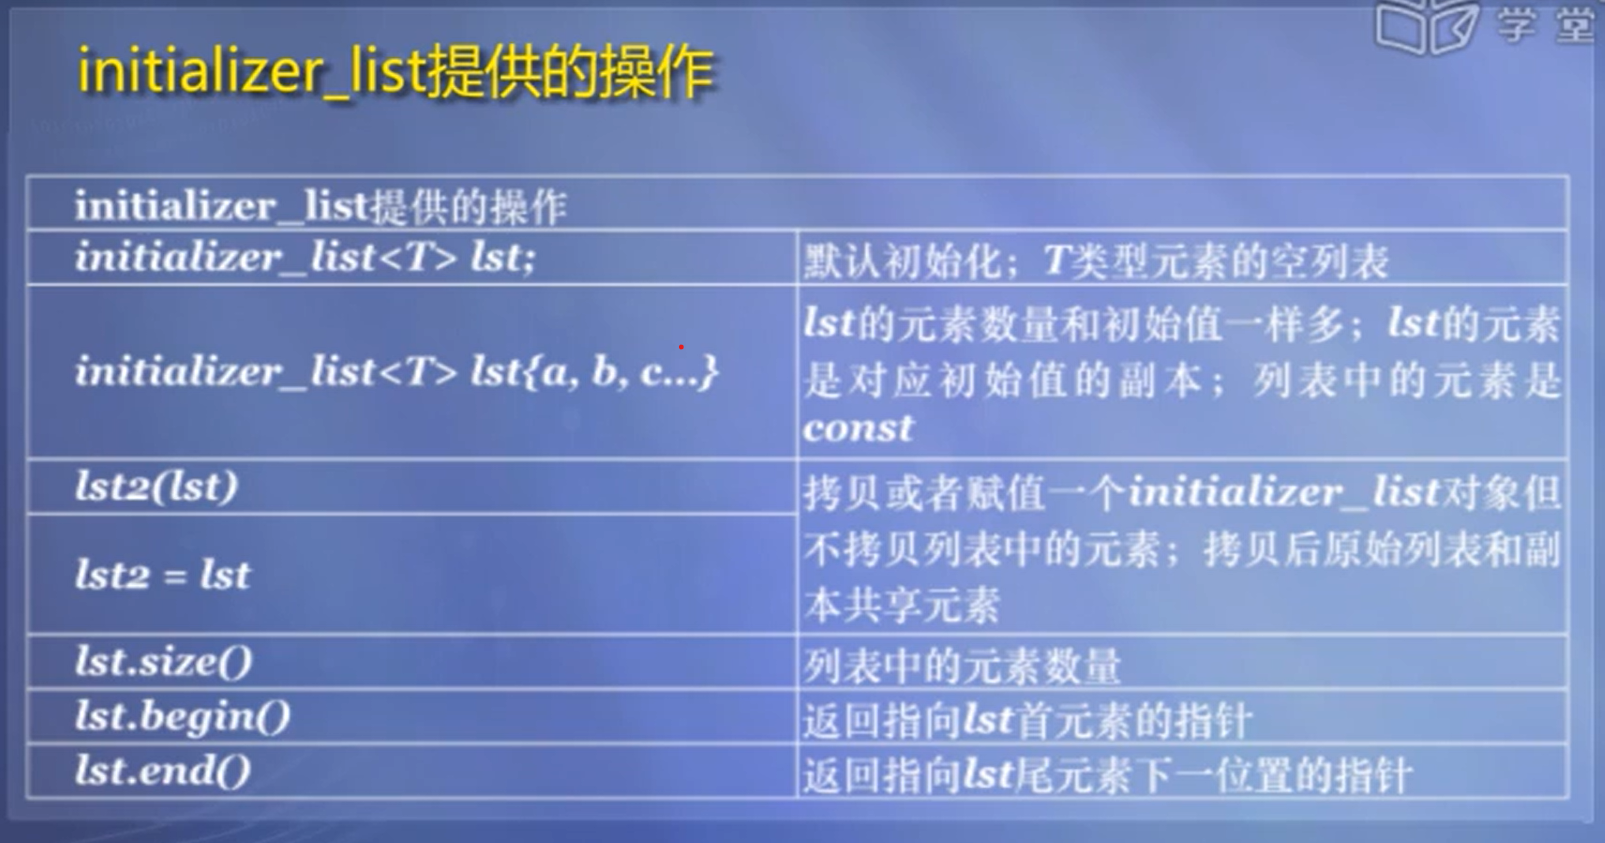 学堂
initializer_list提供的操作
initializer_list提供的操作
initializer_list<T> lst;
默认初始化；T类型元素的空列表
initializer_list<T> lst{a, b, c...}
lst的元素数量和初始值一样多；lst的元素
是对应初始值的副本；列表中的元素是
const
lst2(lst)
lst2 = lst
拷贝或者赋值一个initializer_list对象但
不拷贝列表中的元素；拷贝后原始列表和副
本共享元素
lst.size()
列表中的元素数量
lst.begin()
返回指向lst首元素的指针
lst.end()
返回指向lst尾元素下一位置的指针